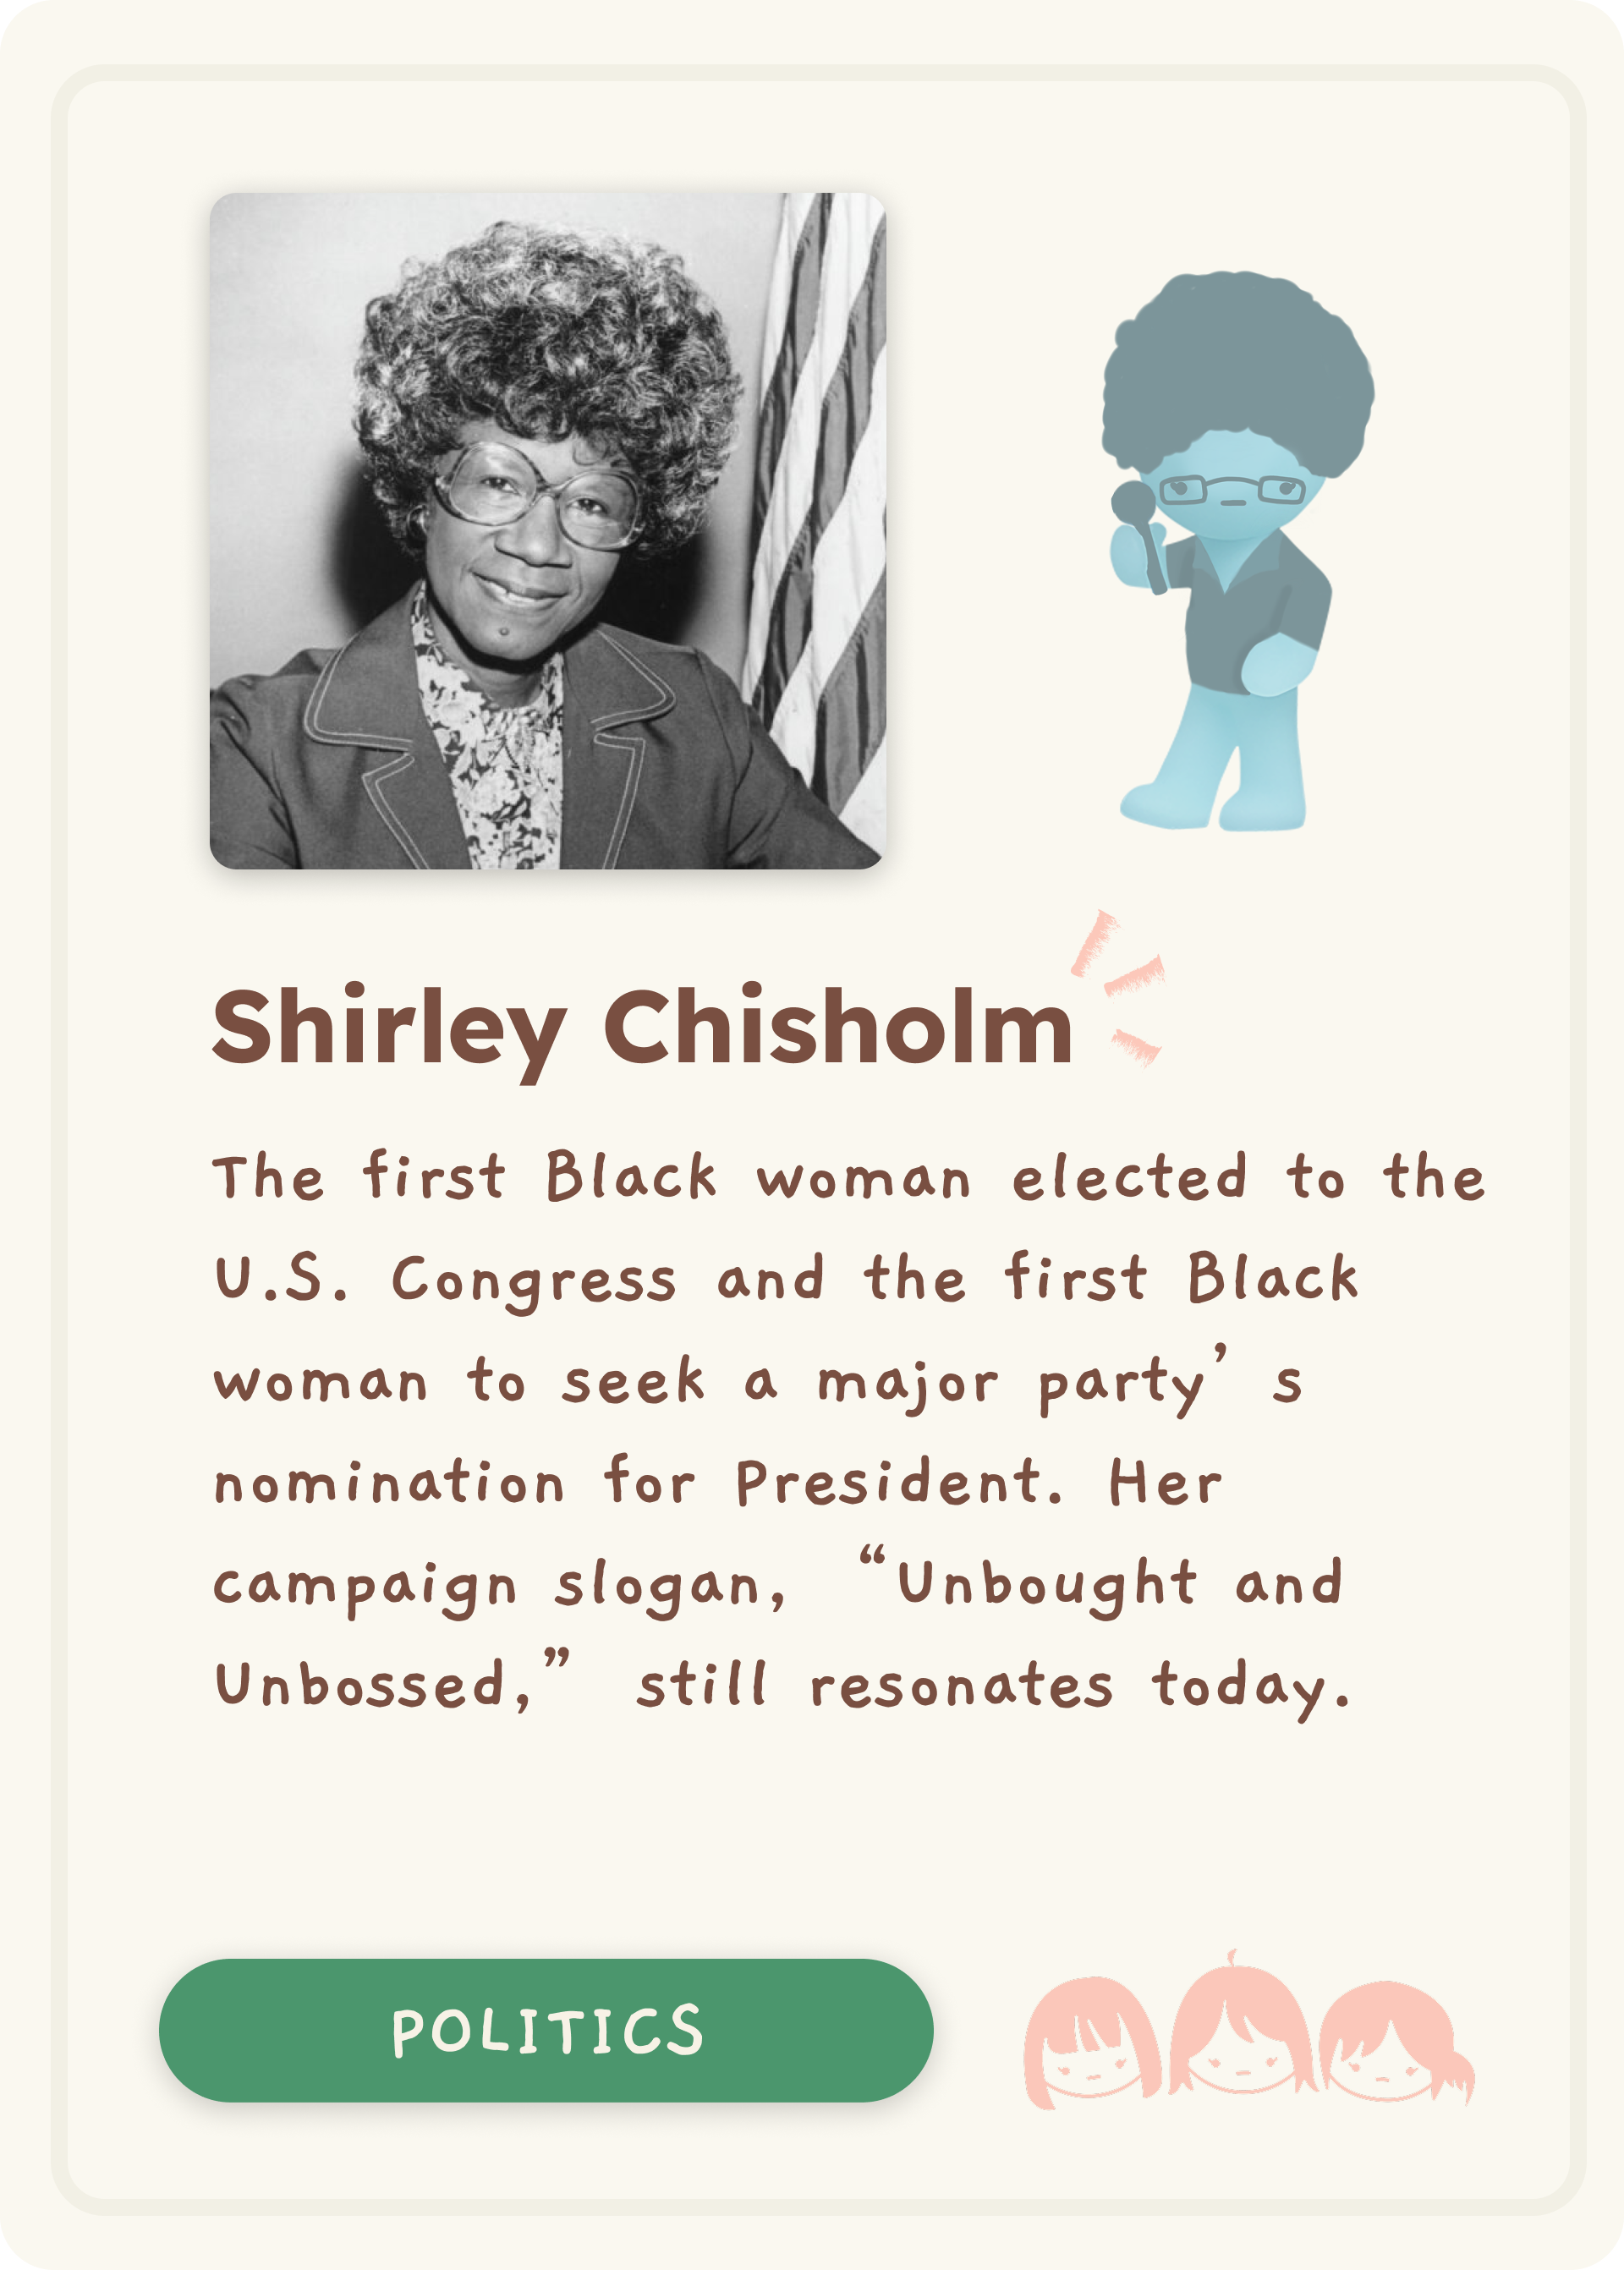 Shirley Chisholm
The first Black woman elected to the
U.S. Congress and the first Black
woman to seek a major party’ s
nomination for President. Her
campaign slogan, “Unbought and
Unbossed,” still resonates today.
POLITICS